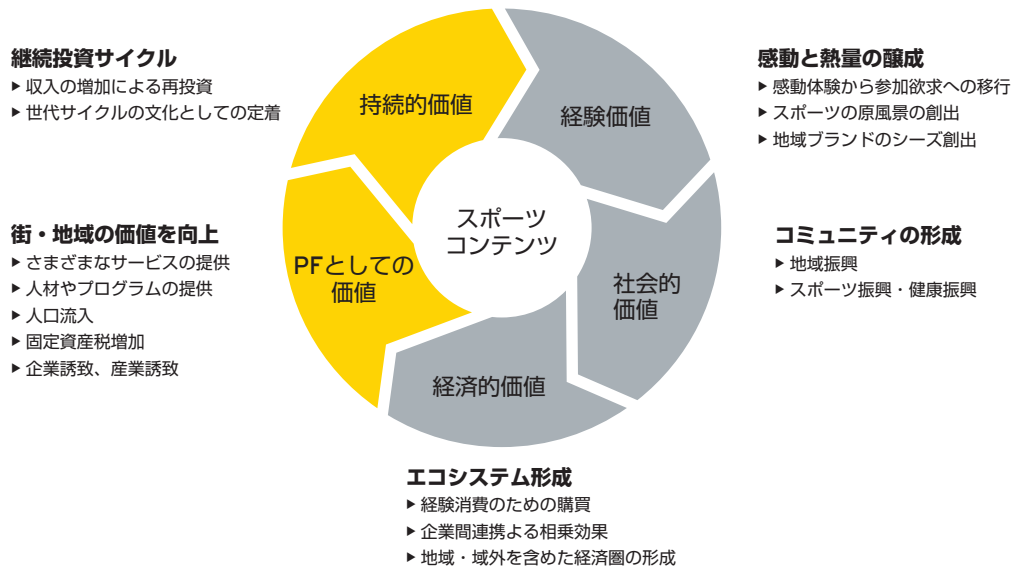 継続投資サイクル
▶ 収入の増加による再投資
▶ 世代サイクルの文化としての定着
街・地域の価値を向上
▶ さまざまなサービスの提供
▶ 人材やプログラムの提供
▶ 人口流入
▶ 固定資産税増加
▶ 企業誘致、産業誘致
持続的価値
経験価値
スポーツ
コンテンツ
PFとしての
価値
社会的
価値
経済的価値
感動と熱量の醸成
▶ 感動体験から参加欲求への移行
▶ スポーツの原風景の創出
▶ 地域ブランドのシーズ創出
コミュニティの形成
▶ 地域振興
▶ スポーツ振興・健康振興
エコシステム形成
▶ 経験消費のための購買
▶ 企業間連携よる相乗効果
▶ 地域・域外を含めた経済圏の形成